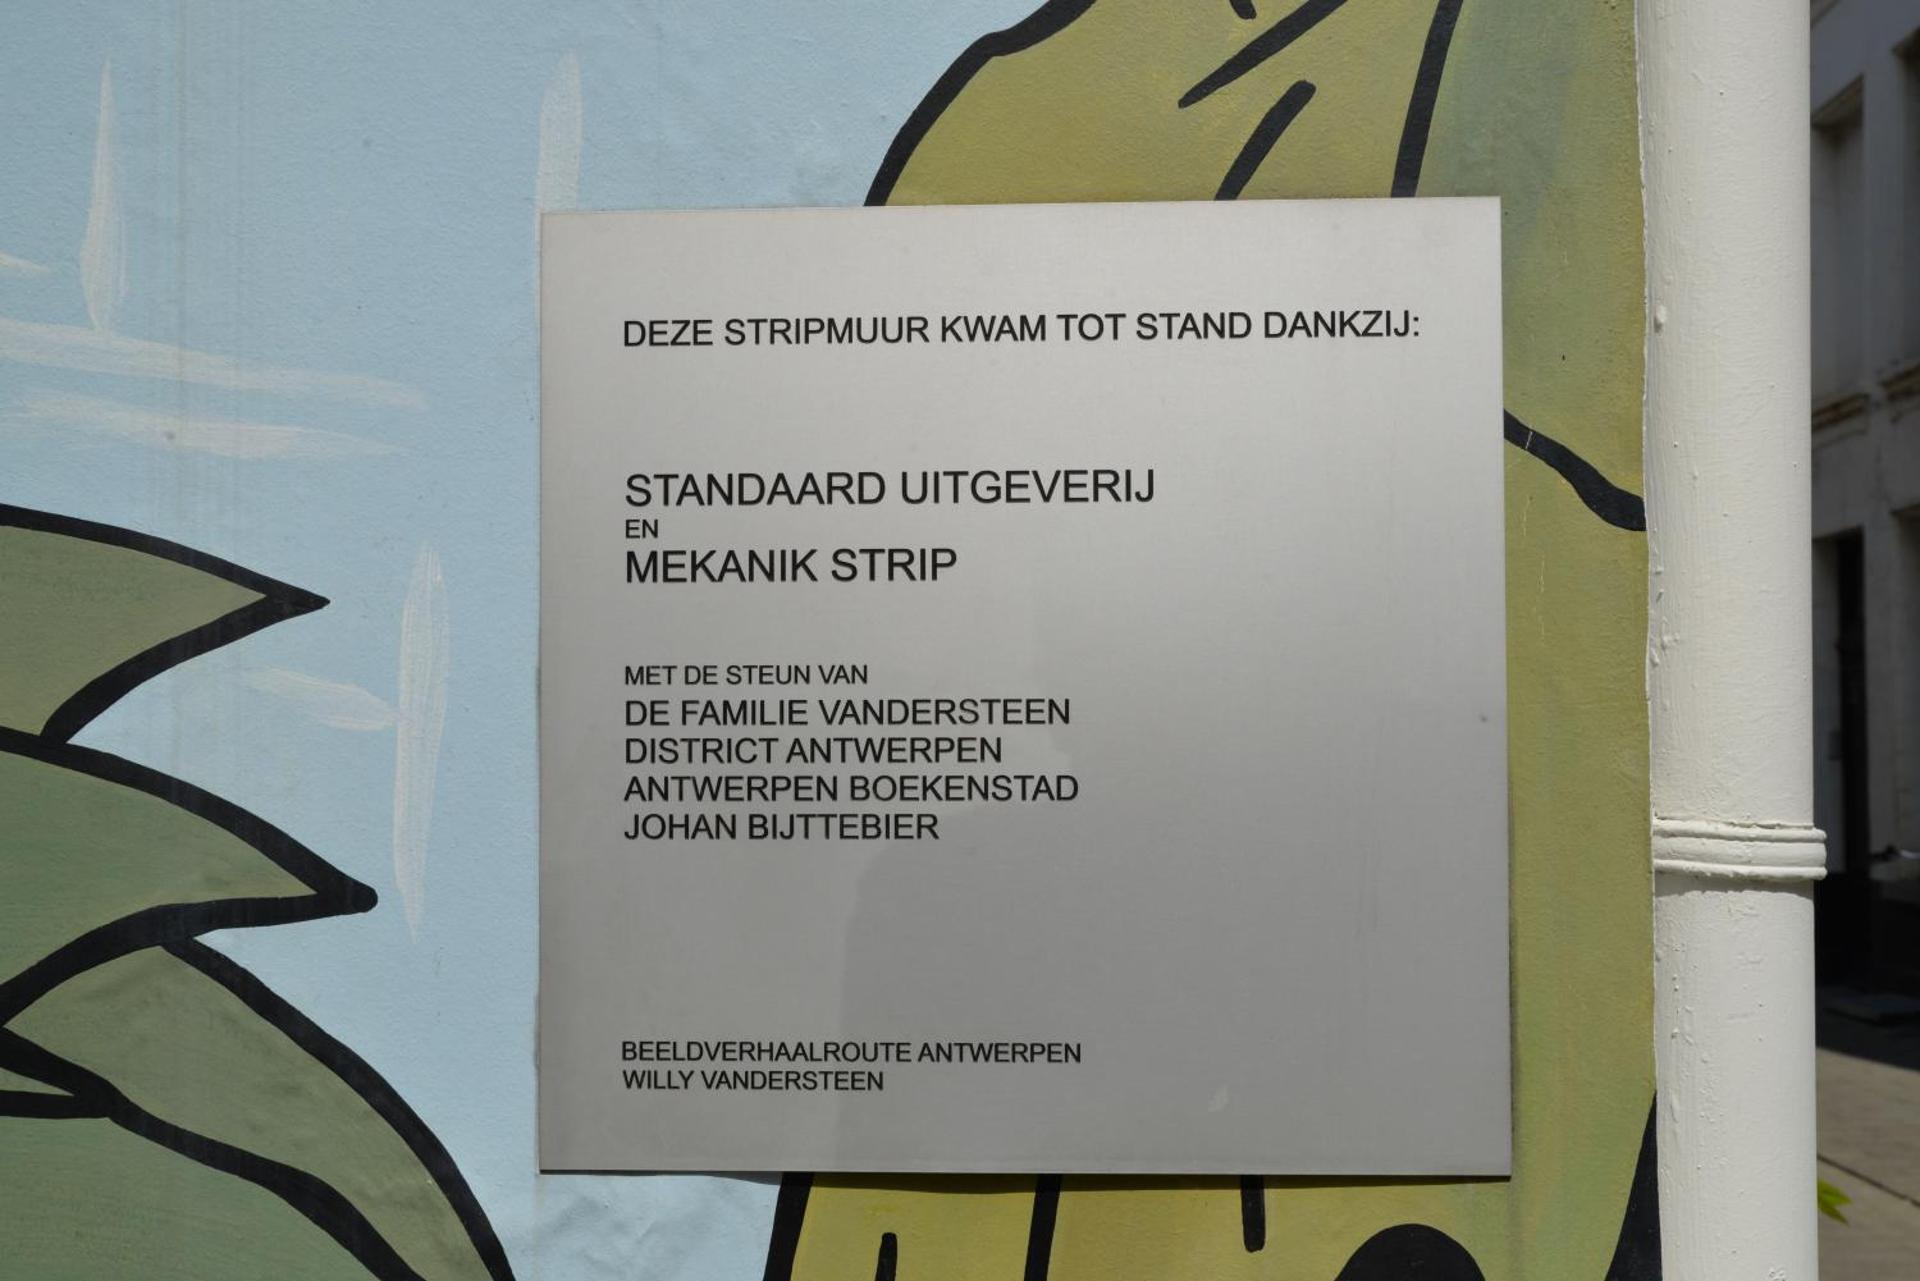 DEZE STRIPMUUR KWAM TOT STAND DANKZIJ:
STANDAARD UITGEVERIJ
EN
MEKANIK STRIP
MET DE STEUN VAN
DE FAMILIE VANDERSTEEN
DISTRICT ANTWERPEN
ANTWERPEN BOEKENSTAD
JOHAN BIJTTEBIER
BEELDVERHAALROUTE ANTWERPEN
WILLY VANDERSTEEN